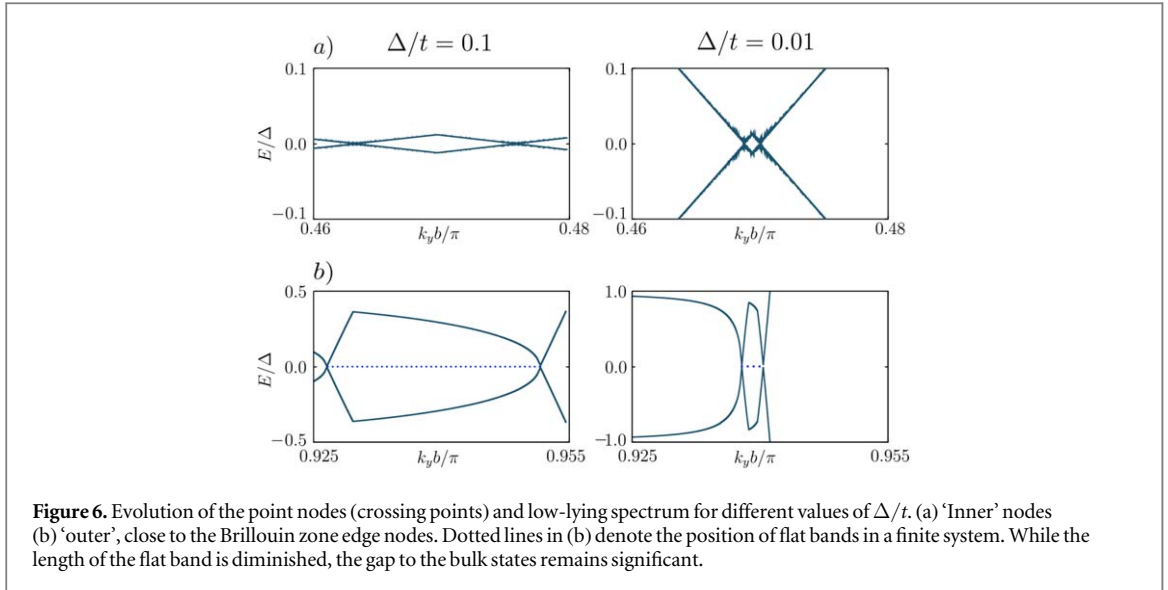 a) Δ/t = 0.1 Δ/t = 0.01
0.1 0.1
E/Δ 0.0 0.0
−0.1 −0.1
0.46 k_y b/π 0.48 0.46 k_y b/π 0.48
b)
0.5 1.0
E/Δ 0.0 0.0
−0.5 −1.0
0.925 k_y b/π 0.955 0.925 k_y b/π 0.955
Figure 6. Evolution of the point nodes (crossing points) and low-lying spectrum for different values of Δ/t. (a) ‘Inner’ nodes
(b) ‘outer’, close to the Brillouin zone edge nodes. Dotted lines in (b) denote the position of flat bands in a finite system. While the
length of the flat band is diminished, the gap to the bulk states remains significant.